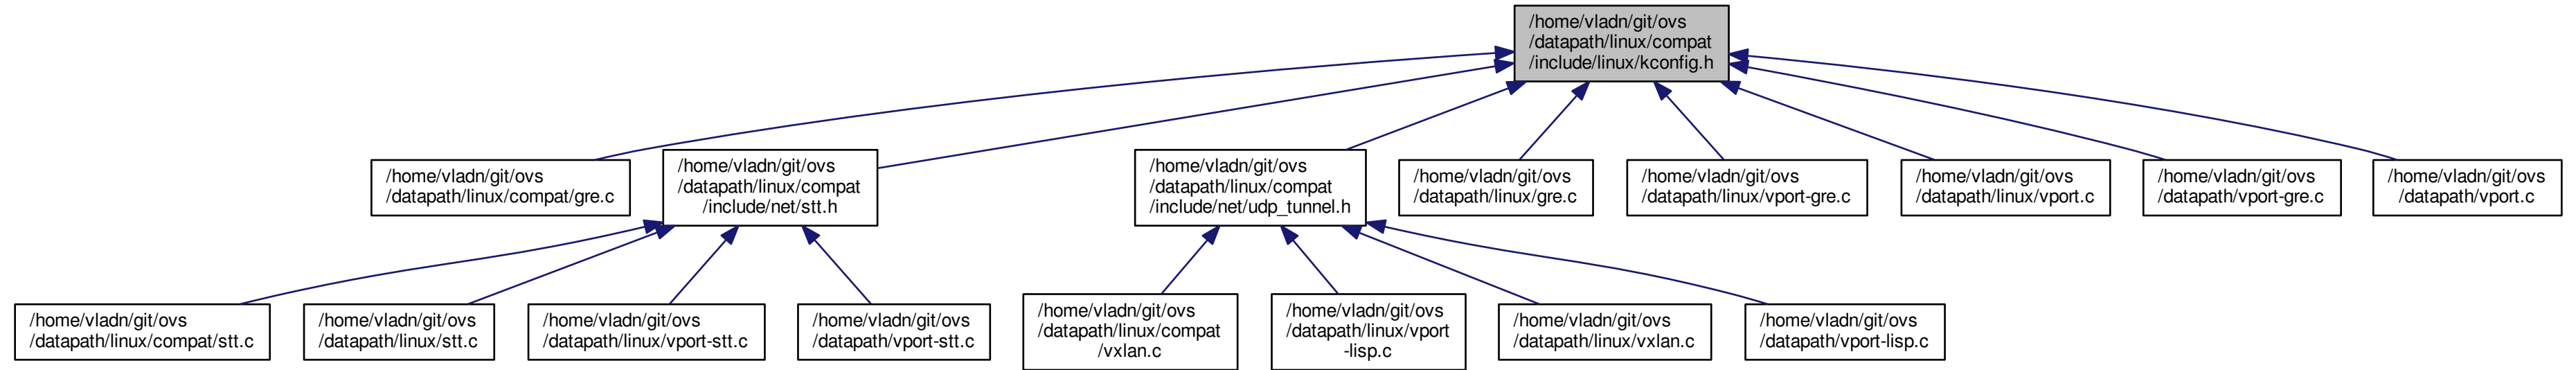 /home/vladn/git/ovs
/datapath/linux/compat
/include/linux/kconfig.h
/home/vladn/git/ovs
/datapath/linux/compat/gre.c
/home/vladn/git/ovs
/datapath/linux/compat
/include/net/stt.h
/home/vladn/git/ovs
/datapath/linux/compat
/include/net/udp_tunnel.h
/home/vladn/git/ovs
/datapath/linux/gre.c
/home/vladn/git/ovs
/datapath/linux/vport-gre.c
/home/vladn/git/ovs
/datapath/linux/vport.c
/home/vladn/git/ovs
/datapath/vport-gre.c
/home/vladn/git/ovs
/datapath/vport.c
/home/vladn/git/ovs
/datapath/linux/compat/stt.c
/home/vladn/git/ovs
/datapath/linux/stt.c
/home/vladn/git/ovs
/datapath/linux/vport-stt.c
/home/vladn/git/ovs
/datapath/vport-stt.c
/home/vladn/git/ovs
/datapath/linux/compat
/vxlan.c
/home/vladn/git/ovs
/datapath/linux/vport
-lisp.c
/home/vladn/git/ovs
/datapath/linux/vxlan.c
/home/vladn/git/ovs
/datapath/vport-lisp.c